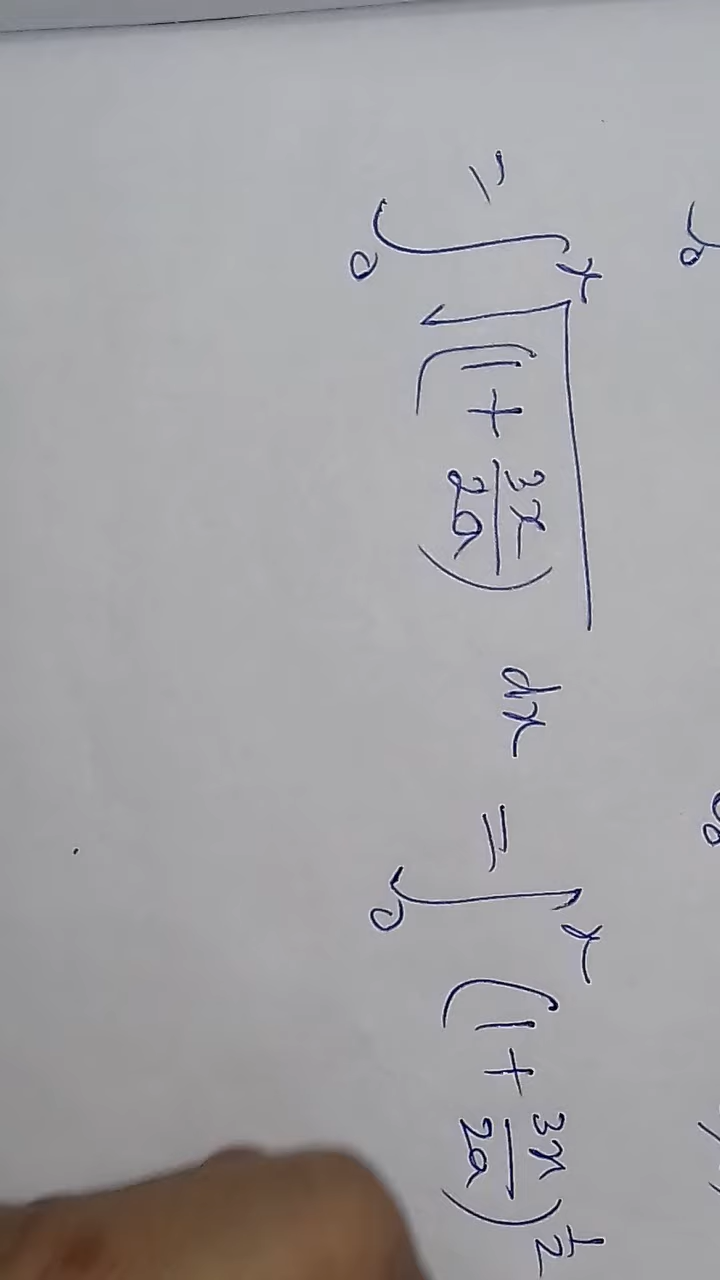 = ∫₀ˣ √(1 + 3x/2a) dx = ∫₀ˣ (1 + 3x/2a)^1/2